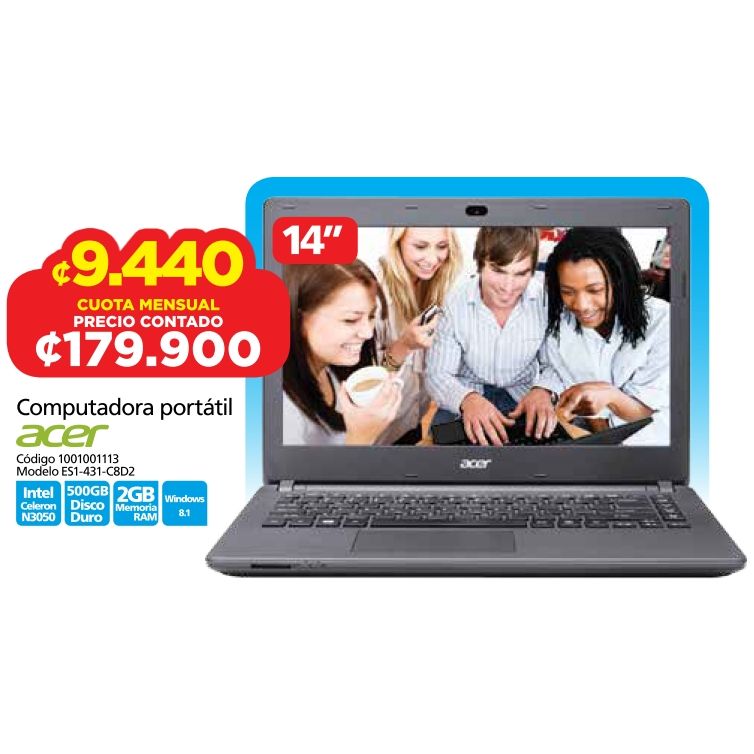 14"
¢9.440
CUOTA MENSUAL
PRECIO CONTADO
¢179.900
Computadora portátil
acer
Código 1001001113
Modelo ES1-431-C8D2
Intel
Celeron
N3050
500GB
Disco
Duro
2GB
Memoria
RAM
Windows
8.1
acer